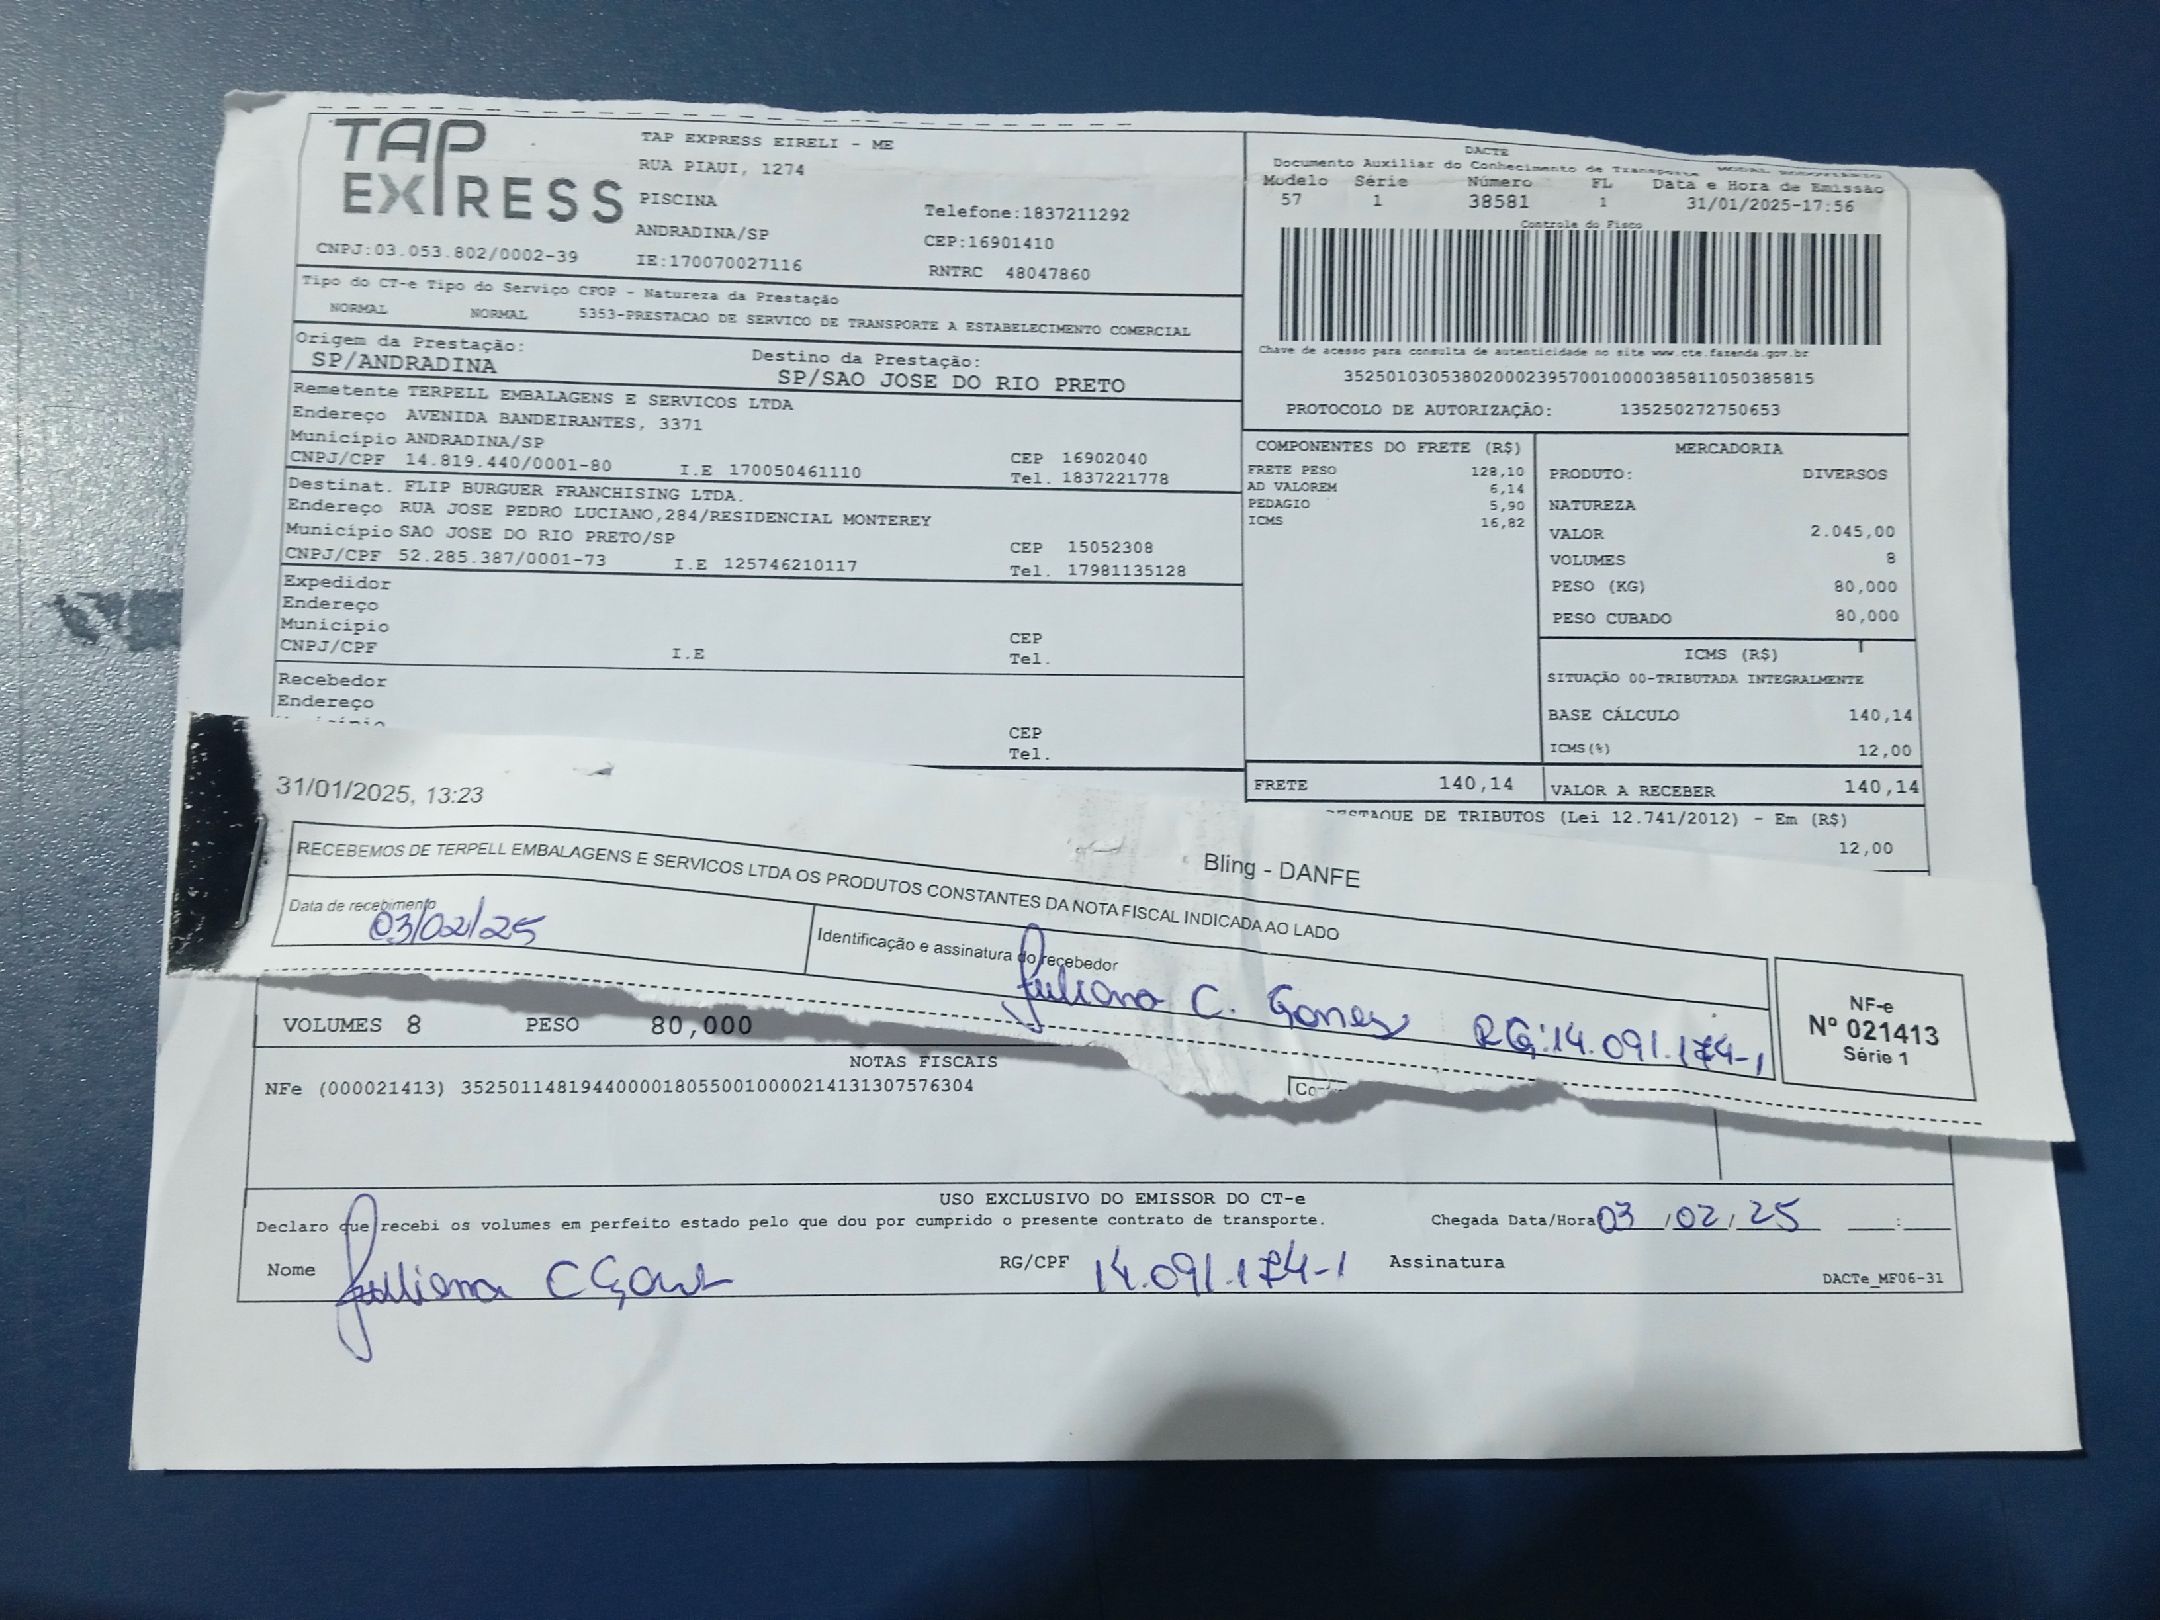 TAP EXPRESS
TAP EXPRESS EIRELI - ME
RUA PIAUI, 1274
PISCINA
ANDRADINA/SP
Telefone:1837211292
CEP:16901410
CNPJ:03.053.802/0002-39
IE:170070027116
RNTRC 48047860
DACTE
Documento Auxiliar do Conhecimento de Transporte MODAL RODOVIÁRIO
Modelo Série Número FL Data e Hora de Emissão
57 1 38581 1 31/01/2025-17:56
Controle do Fisco
Chave de acesso para consulta de autenticidade no site www.cte.fazenda.gov.br
35250103053802000239570010000385811050385815
PROTOCOLO DE AUTORIZAÇÃO: 135250272750653
Tipo do CT-e Tipo do Serviço CFOP - Natureza da Prestação
NORMAL NORMAL 5353-PRESTACAO DE SERVICO DE TRANSPORTE A ESTABELECIMENTO COMERCIAL
Origem da Prestação: Destino da Prestação:
SP/ANDRADINA SP/SAO JOSE DO RIO PRETO
Remetente TERPELL EMBALAGENS E SERVICOS LTDA
Endereço AVENIDA BANDEIRANTES, 3371
Município ANDRADINA/SP CEP 16902040
CNPJ/CPF 14.819.440/0001-80 I.E 170050461110 Tel. 1837221778
Destinat. FLIP BURGUER FRANCHISING LTDA.
Endereço RUA JOSE PEDRO LUCIANO,284/RESIDENCIAL MONTEREY
Município SAO JOSE DO RIO PRETO/SP CEP 15052308
CNPJ/CPF 52.285.387/0001-73 I.E 125746210117 Tel. 17981135128
Expedidor
Endereço
Município CEP
CNPJ/CPF I.E Tel.
Recebedor
Endereço
Município CEP
Tel.
COMPONENTES DO FRETE (R$)
FRETE PESO 128,10
AD VALOREM 6,14
PEDAGIO 5,90
ICMS 16,82
MERCADORIA
PRODUTO: DIVERSOS
NATUREZA
VALOR 2.045,00
VOLUMES 8
PESO (KG) 80,000
PESO CUBADO 80,000
ICMS (R$)
SITUAÇÃO 00-TRIBUTADA INTEGRALMENTE
BASE CÁLCULO 140,14
ICMS(%) 12,00
FRETE 140,14 VALOR A RECEBER 140,14
DESTAQUE DE TRIBUTOS (Lei 12.741/2012) - Em (R$)
12,00
31/01/2025, 13:23
Bling - DANFE
RECEBEMOS DE TERPELL EMBALAGENS E SERVICOS LTDA OS PRODUTOS CONSTANTES DA NOTA FISCAL INDICADA AO LADO
Data de recebimento
03/02/25
Identificação e assinatura do recebedor
Juliana C. Gomes RG:14.091.174-1
NF-e
Nº 021413
Série 1
VOLUMES 8 PESO 80,000
NOTAS FISCAIS
NFe (000021413) 35250114819440000180550010000214131307576304
USO EXCLUSIVO DO EMISSOR DO CT-e
Declaro que recebi os volumes em perfeito estado pelo que dou por cumprido o presente contrato de transporte. Chegada Data/Hora 03/02/25 __:__
Nome Juliana C Gomes RG/CPF 14.091.174-1 Assinatura
DACTe_MF06-31